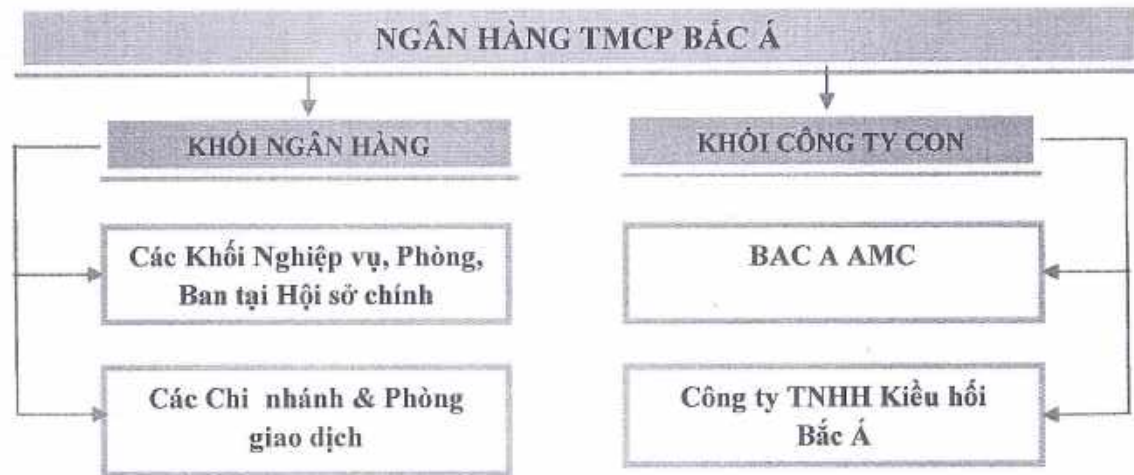 NGÂN HÀNG TMCP BẮC Á
KHỐI NGÂN HÀNG
Các Khối Nghiệp vụ, Phòng,
Ban tại Hội sở chính
Các Chi nhánh & Phòng
giao dịch
KHỐI CÔNG TY CON
BAC A AMC
Công ty TNHH Kiều hối
Bắc Á